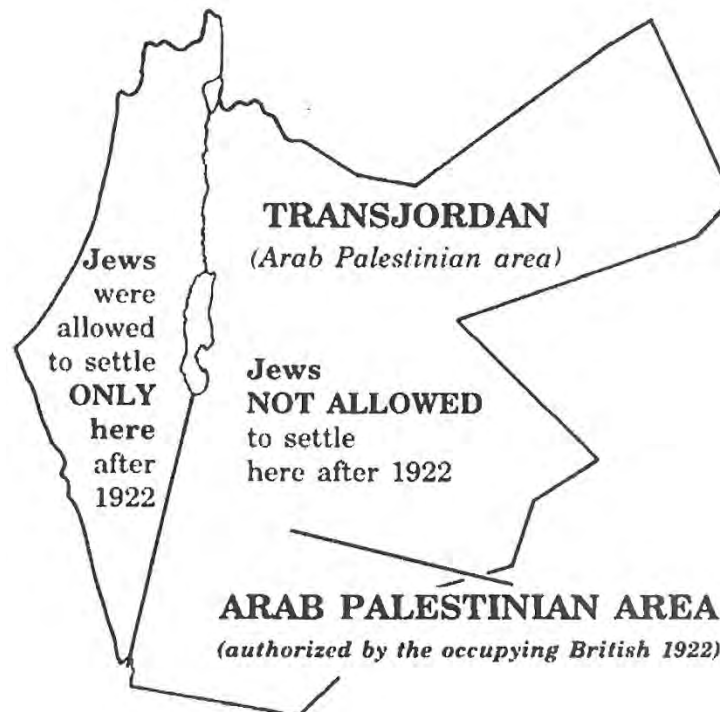 TRANSJORDAN
(Arab Palestinian area)
Jews
were
allowed
to settle
ONLY
here
after
1922
Jews
NOT ALLOWED
to settle
here after 1922
ARAB PALESTINIAN AREA
(authorized by the occupying British 1922)